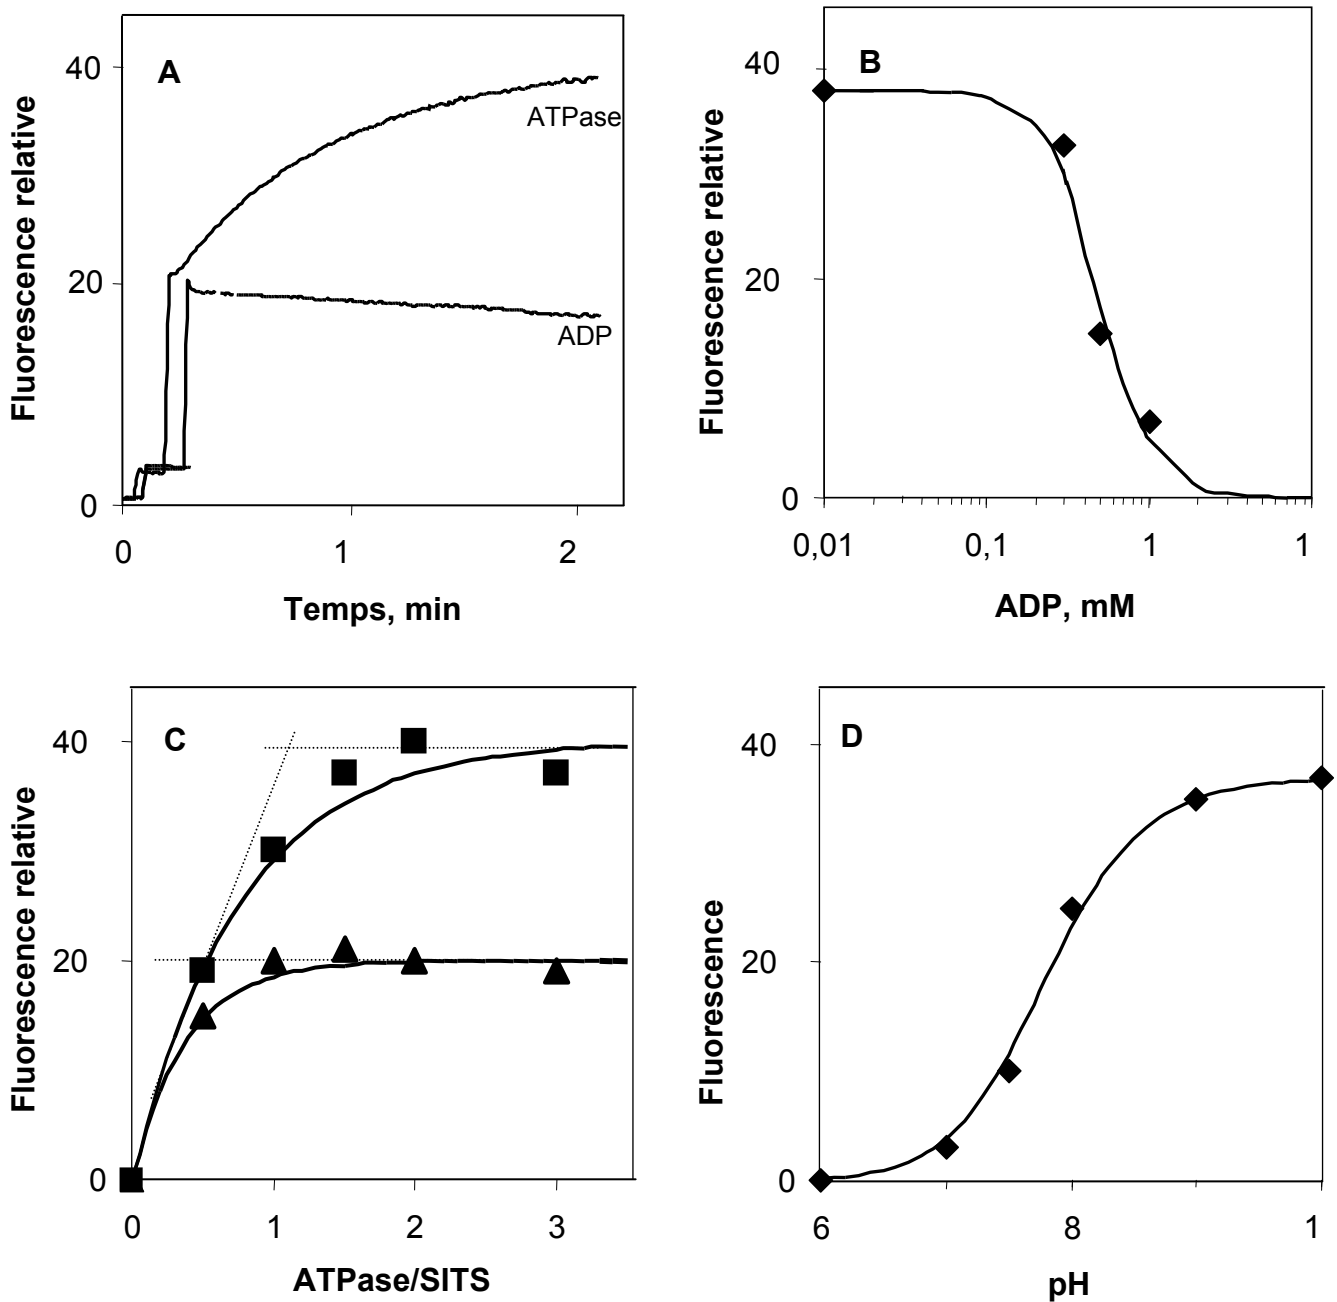 A
Fluorescence relative
40
20
0
ATPase
ADP
0 1 2
Temps, min
B
Fluorescence relative
40
20
0
0,01 0,1 1 1
ADP, mM
C
Fluorescence relative
40
20
0
0 1 2 3
ATPase/SITS
D
Fluorescence
40
20
0
6 8 1
pH